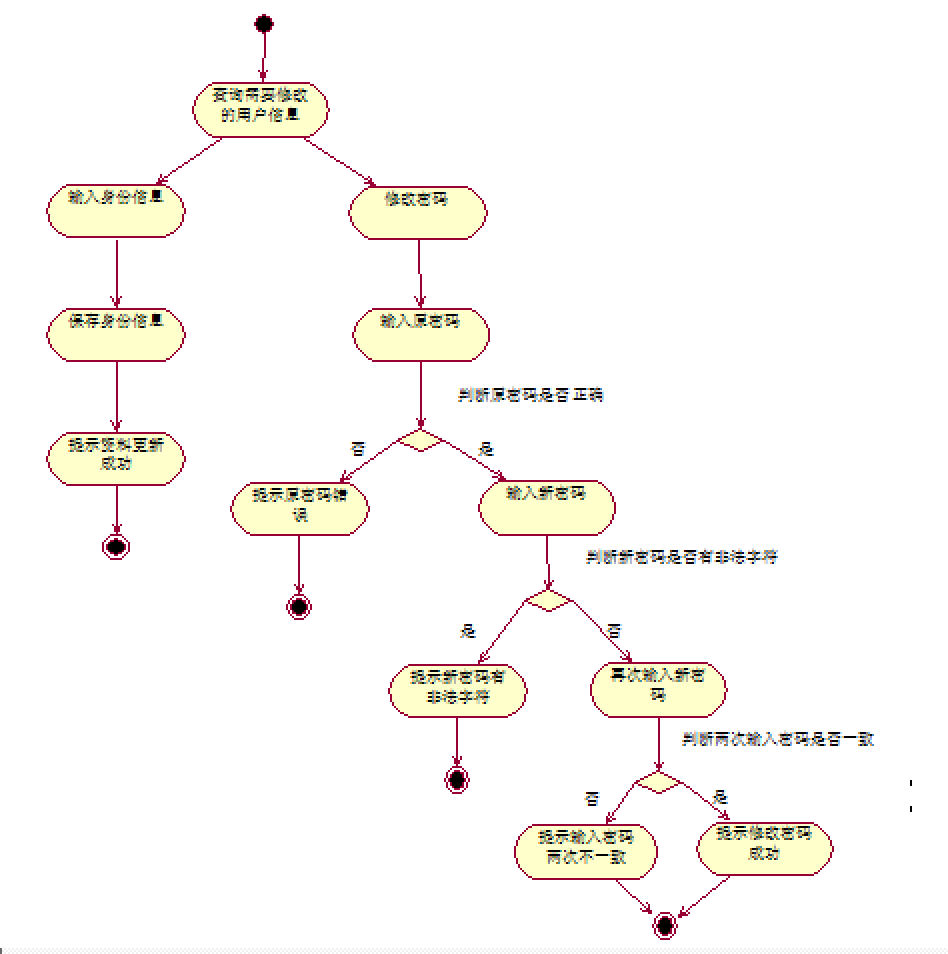 查询需要修改
的用户信息
输入身份信息
修改密码
保存身份信息
输入原密码
判断原密码是否正确
提示资料更新
成功
否
是
提示原密码错
误
输入新密码
判断新密码是否有非法字符
是
否
提示新密码有
非法字符
再次输入新密
码
判断两次输入密码是否一致
否
是
提示输入密码
两次不一致
提示修改密码
成功